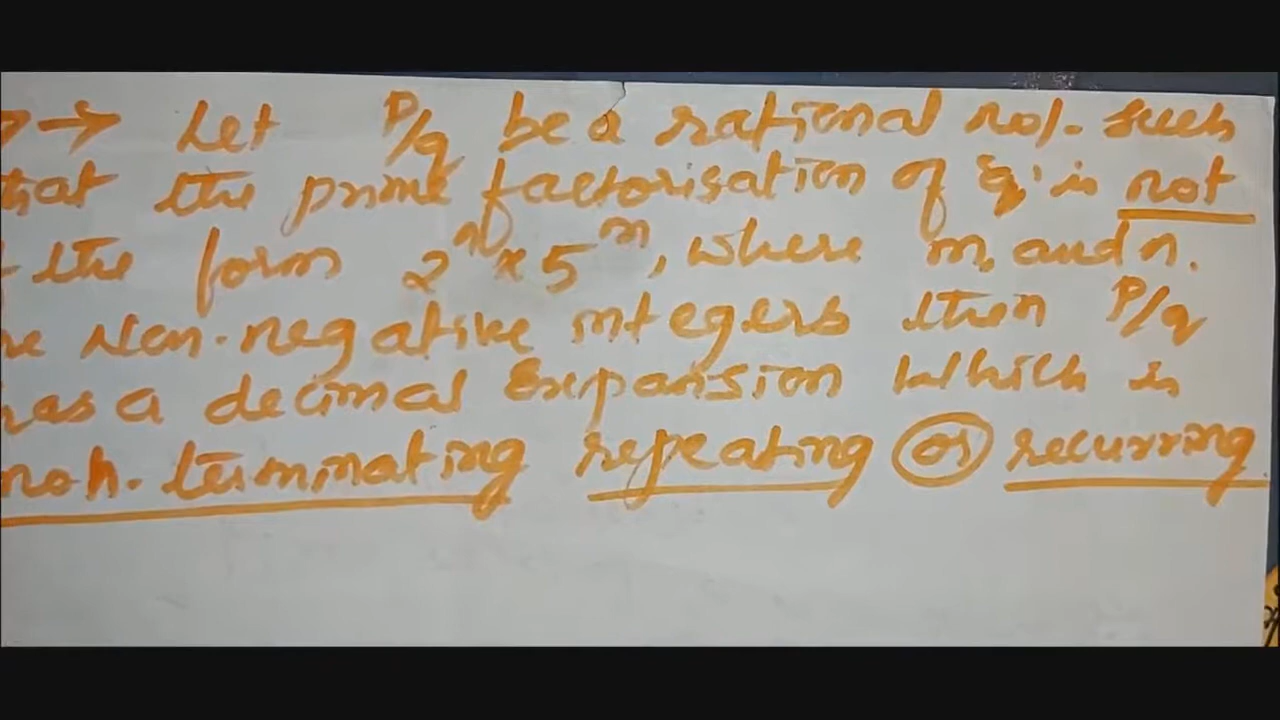 → Let P/q be a rational no/. such
that the prime factorisation of 'q' is not
the form 2ⁿ x 5ᵐ, where m, and n.
Non-negative integers then P/q
has a decimal Expansion which is
non-terminating repeating or recurring